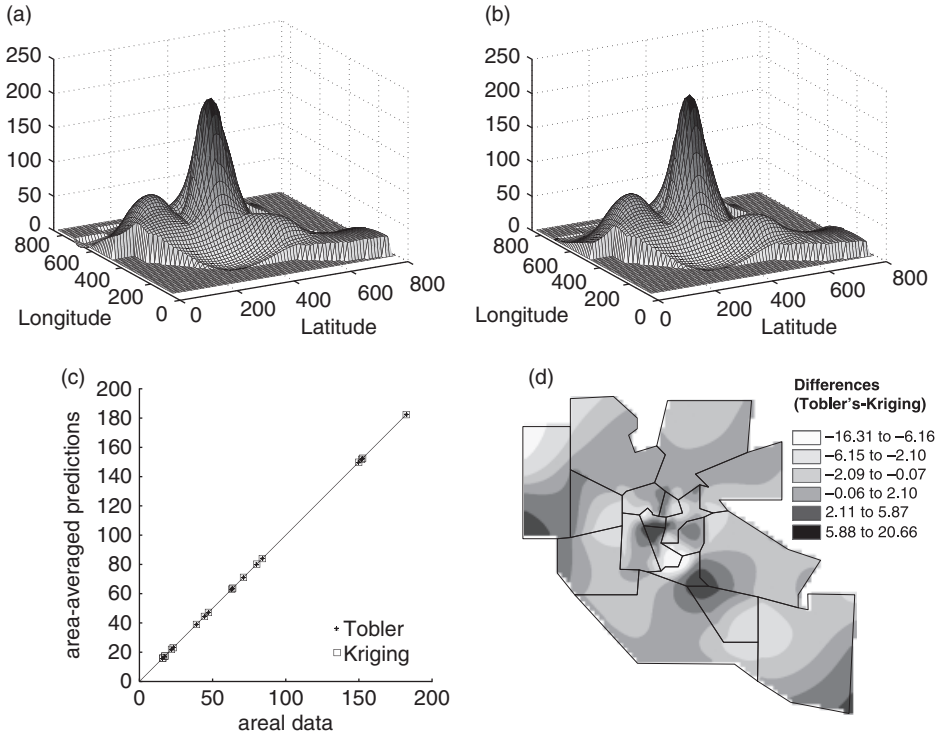 (a)
250
200
150
100
50
0
800
600
400
200
0
0
200
400
600
800
Longitude
Latitude
(b)
250
200
150
100
50
0
800
600
400
200
0
0
200
400
600
800
Longitude
Latitude
(c)
area-averaged predictions
200
180
160
140
120
100
80
60
40
20
0
Tobler
Kriging
0
50
100
150
200
areal data
(d)
Differences
(Tobler's-Kriging)
−16.31 to −6.16
−6.15 to −2.10
−2.09 to −0.07
−0.06 to 2.10
2.11 to 5.87
5.88 to 20.66